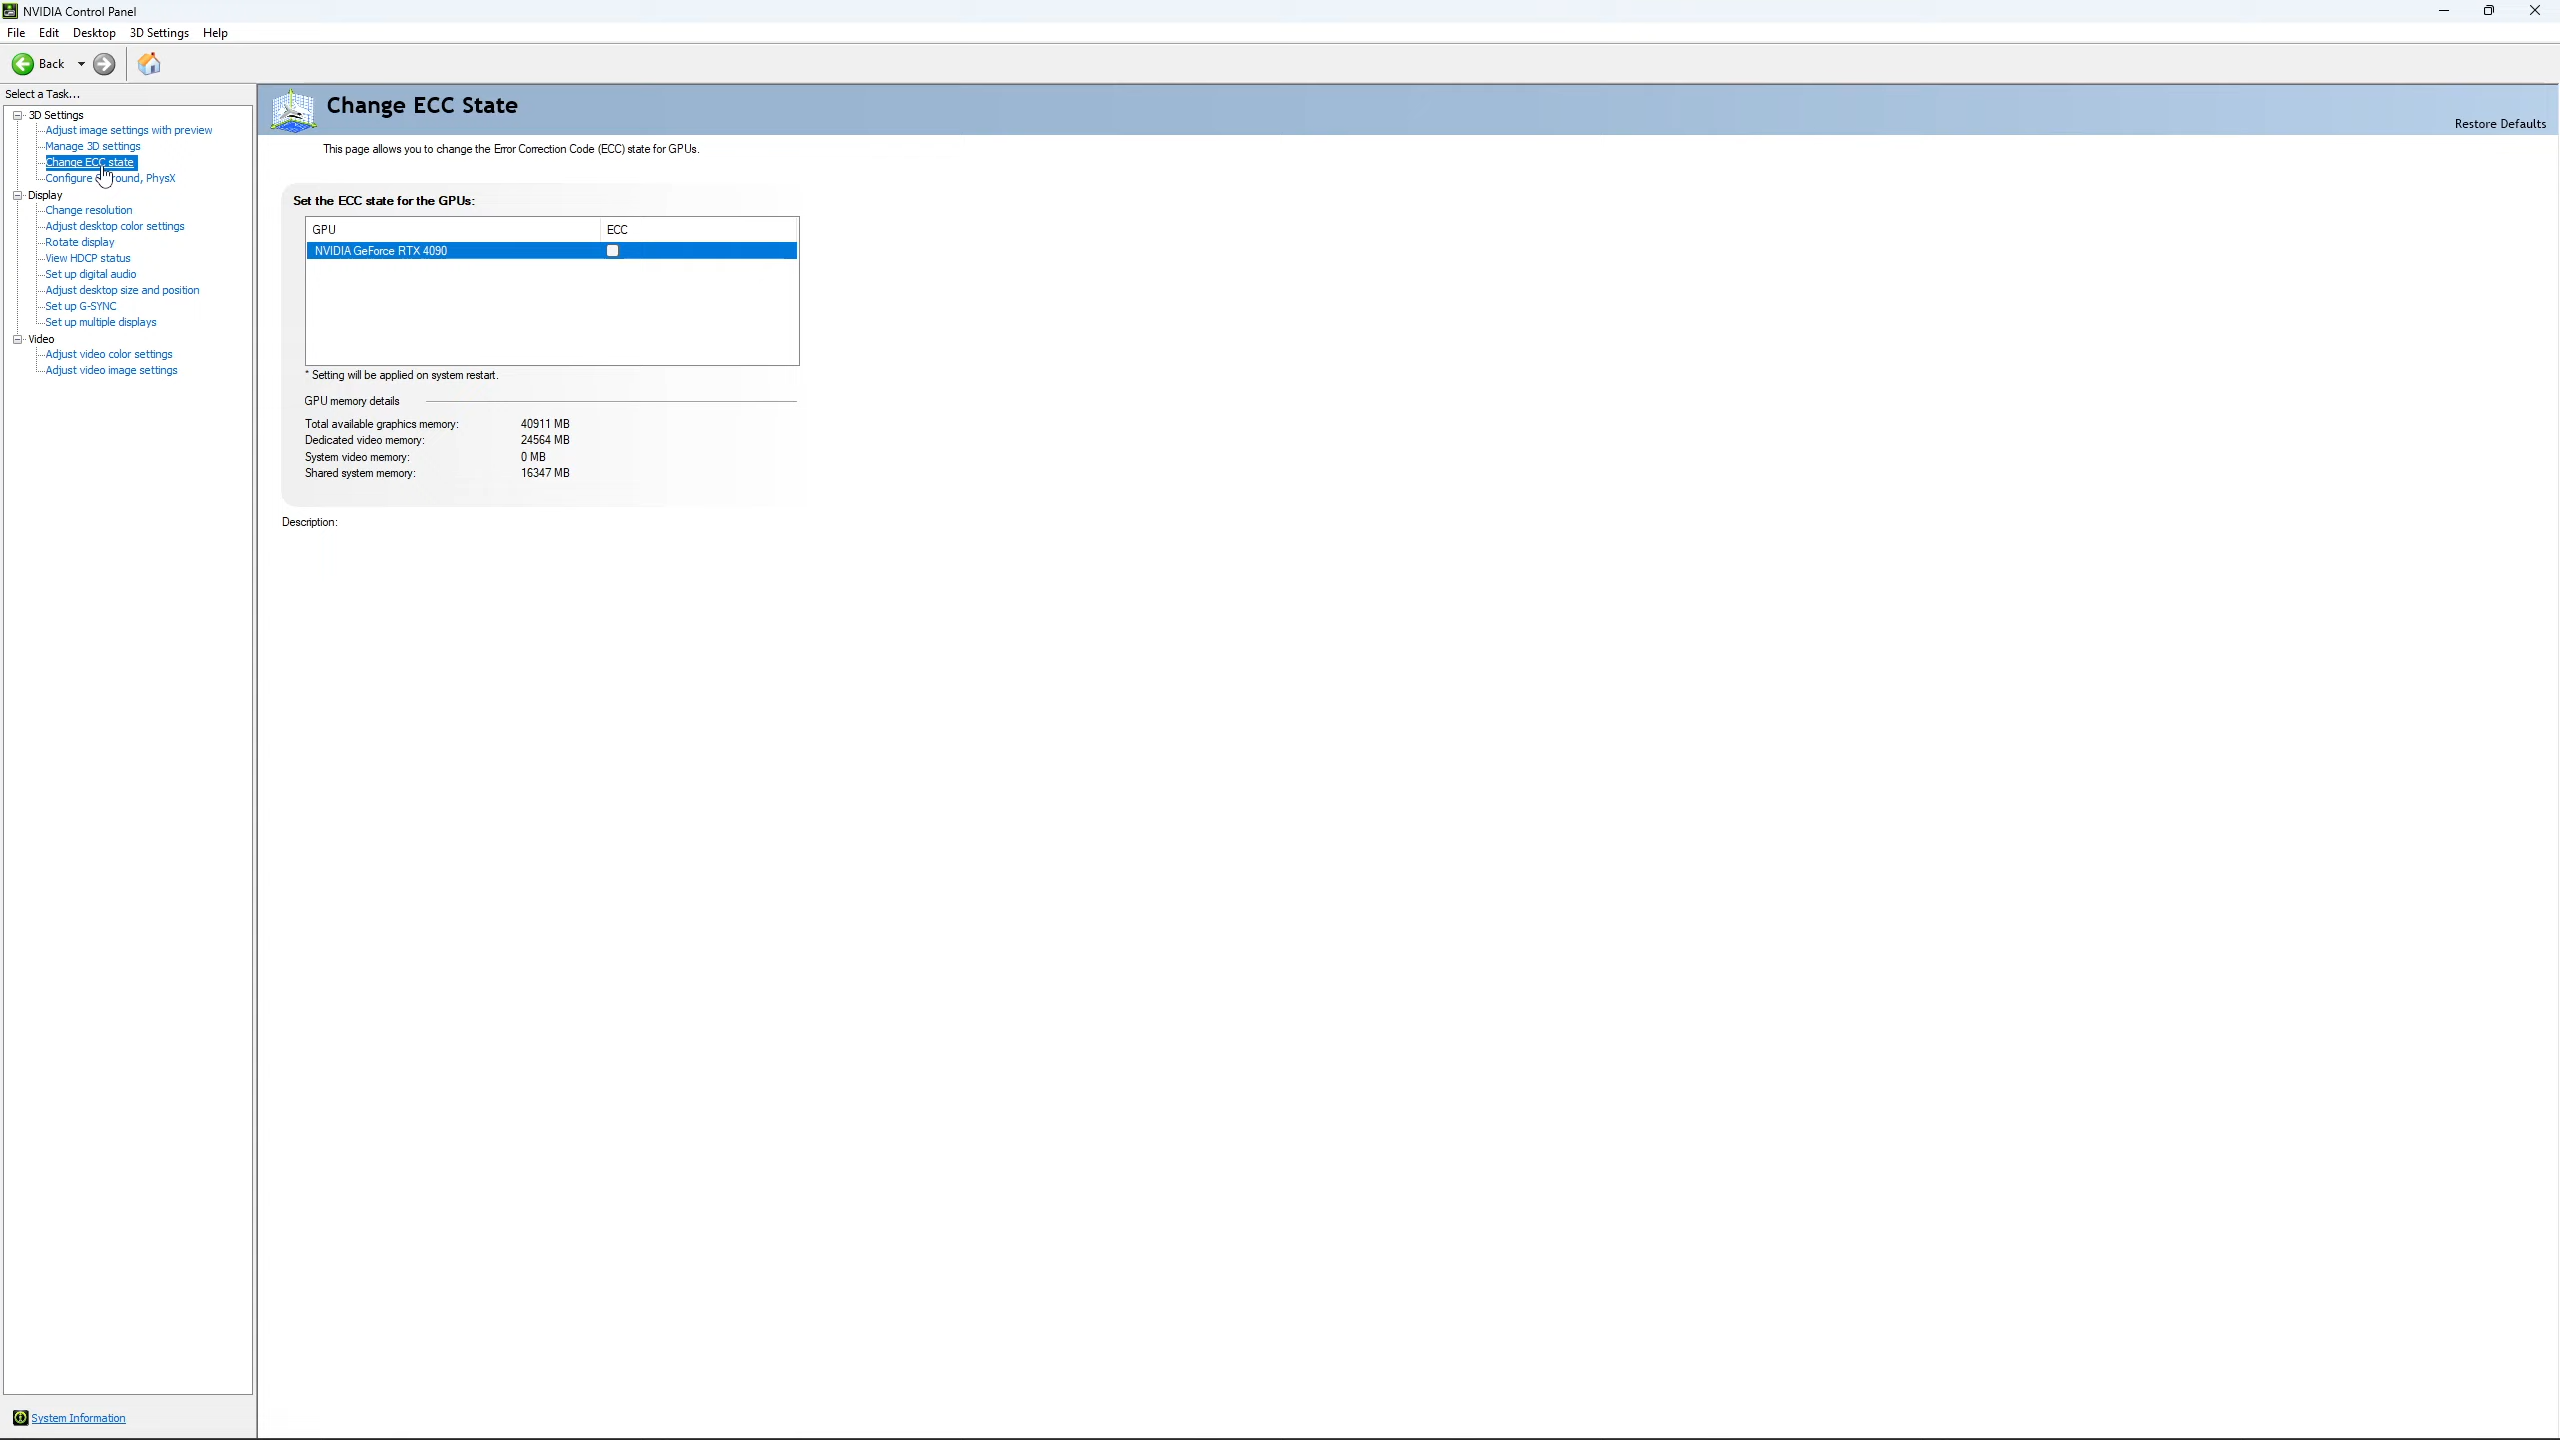 NVIDIA Control Panel
File Edit Desktop 3D Settings Help
Back
Select a Task...
3D Settings
Adjust image settings with preview
Manage 3D settings
Change ECC state
Configure ound, PhysX
Display
Change resolution
Adjust desktop color settings
Rotate display
View HDCP status
Set up digital audio
Adjust desktop size and position
Set up G-SYNC
Set up multiple displays
Video
Adjust video color settings
Adjust video image settings
System Information
Change ECC State
Restore Defaults
This page allows you to change the Error Correction Code (ECC) state for GPUs.
Set the ECC state for the GPUs:
GPU ECC
NVIDIA GeForce RTX 4090
* Setting will be applied on system restart.
GPU memory details
Total available graphics memory: 40911 MB
Dedicated video memory: 24564 MB
System video memory: 0 MB
Shared system memory: 16347 MB
Description: